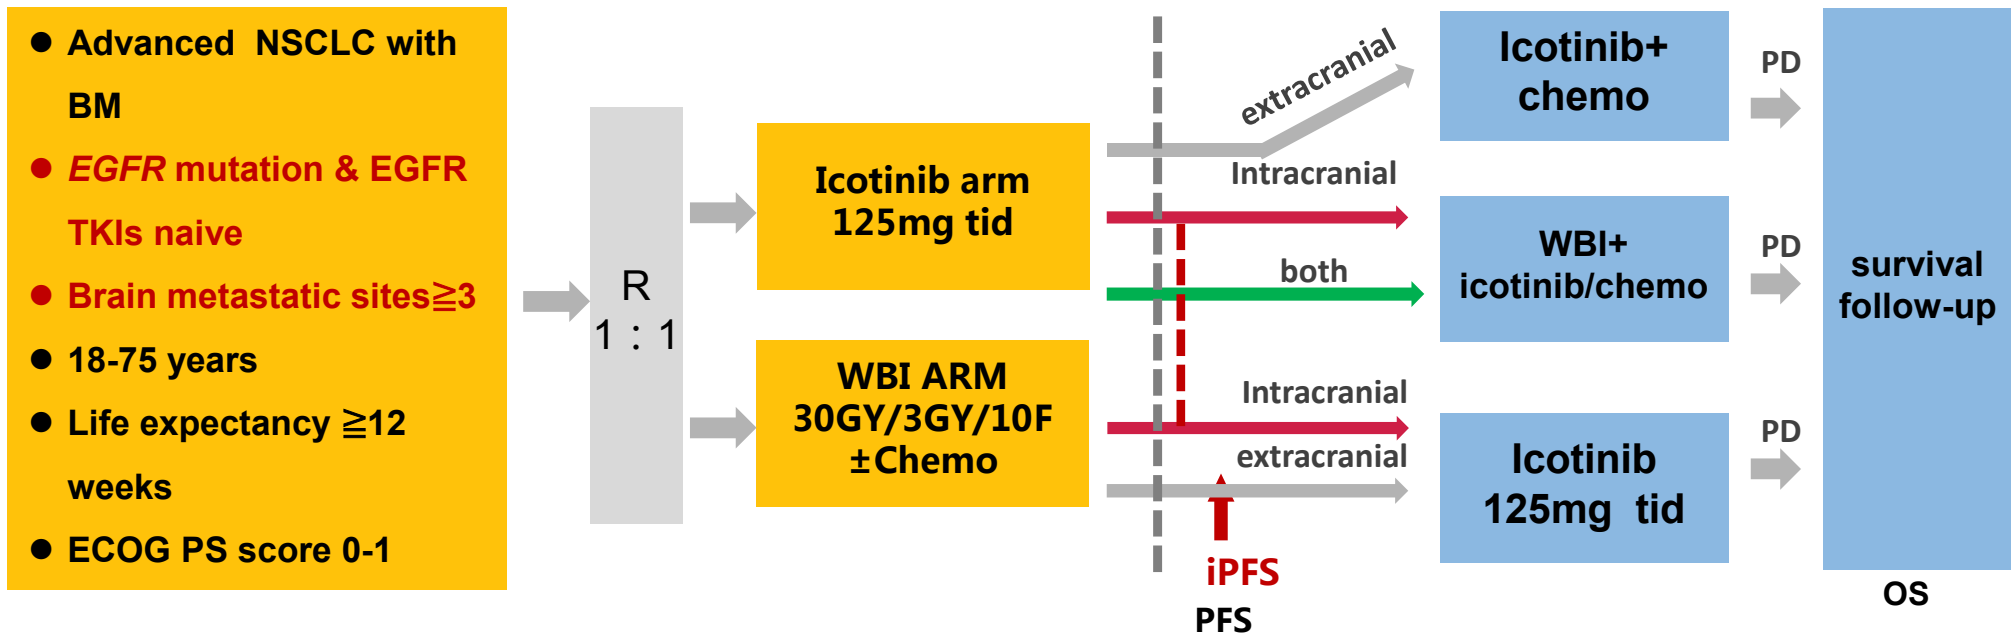 ● Advanced NSCLC with
BM
● EGFR mutation & EGFR
TKIs naive
● Brain metastatic sites≧3
● 18-75 years
● Life expectancy ≧12
weeks
● ECOG PS score 0-1
R
1：1
Icotinib arm
125mg tid
WBI ARM
30GY/3GY/10F
±Chemo
extracranial
Intracranial
both
Intracranial
extracranial
iPFS
PFS
Icotinib+
chemo
WBI+
icotinib/chemo
Icotinib
125mg tid
PD
PD
PD
survival
follow-up
OS